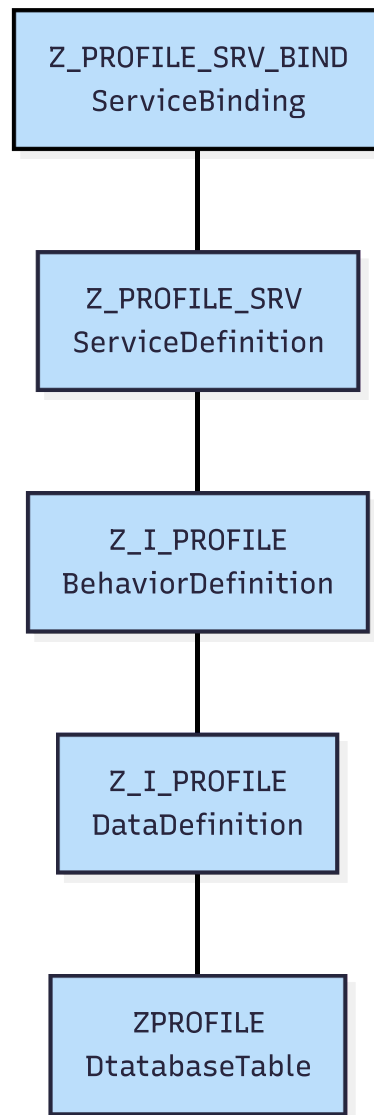 Z_PROFILE_SRV_BIND
ServiceBinding
Z_PROFILE_SRV
ServiceDefinition
Z_I_PROFILE
BehaviorDefinition
Z_I_PROFILE
DataDefinition
ZPROFILE
DtatabaseTable